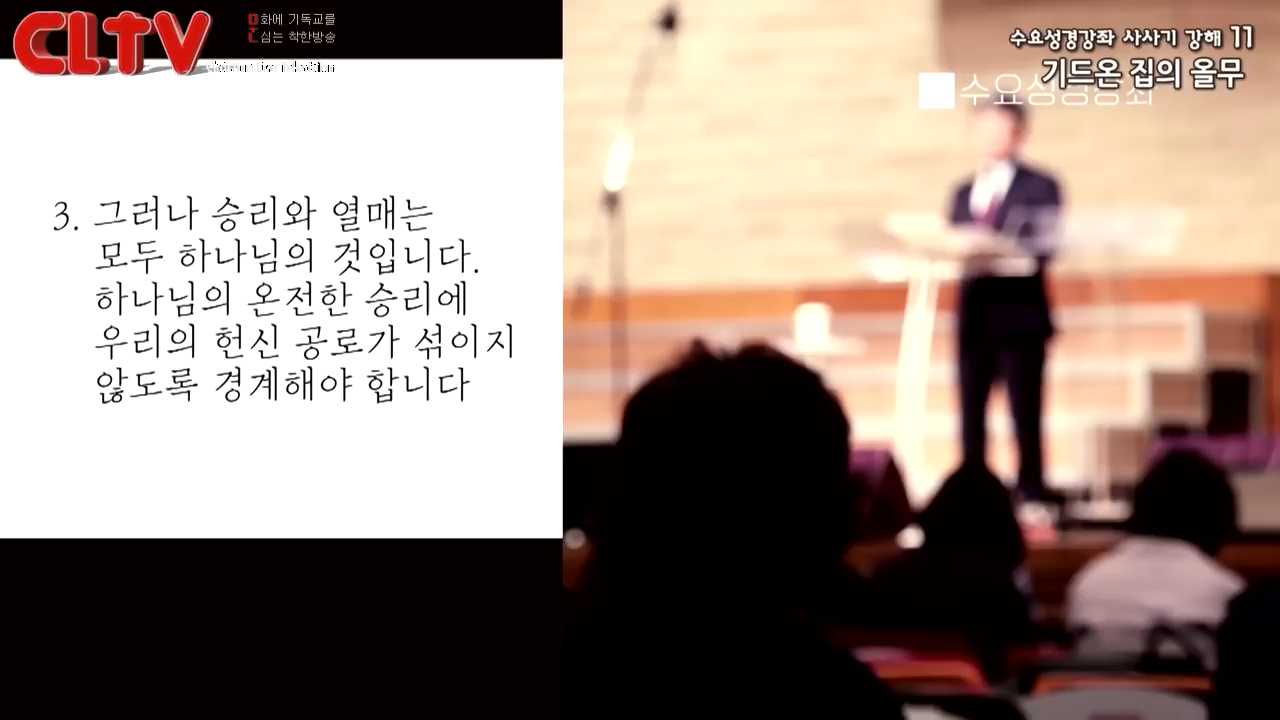 CLTV
문화에 기독교를
심는 착한방송
수요성경강좌 사사기 강해 11
기드온 집의 올무
수요성경강좌
3. 그러나 승리와 열매는
모두 하나님의 것입니다.
하나님의 온전한 승리에
우리의 헌신 공로가 섞이지
않도록 경계해야 합니다